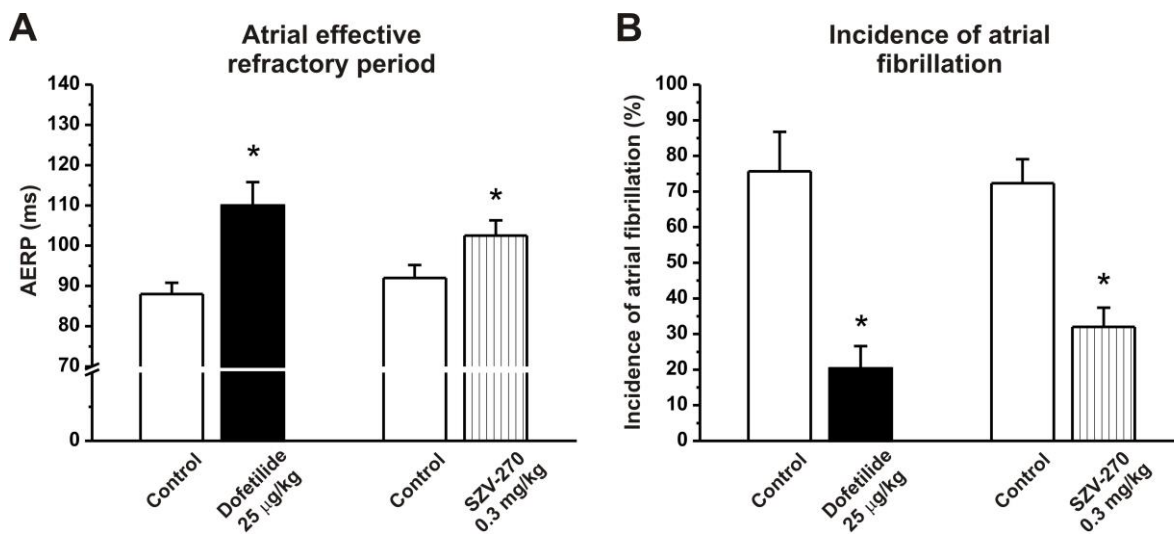 A
Atrial effective
refractory period
AERP (ms)
140
130
120
110
100
90
80
70
0
*
*
Control
Dofetilide
25 μg/kg
Control
SZV-270
0.3 mg/kg
B
Incidence of atrial
fibrillation
Incidence of atrial fibrillation (%)
100
90
80
70
60
50
40
30
20
10
0
*
*
Control
Dofetilide
25 μg/kg
Control
SZV-270
0.3 mg/kg